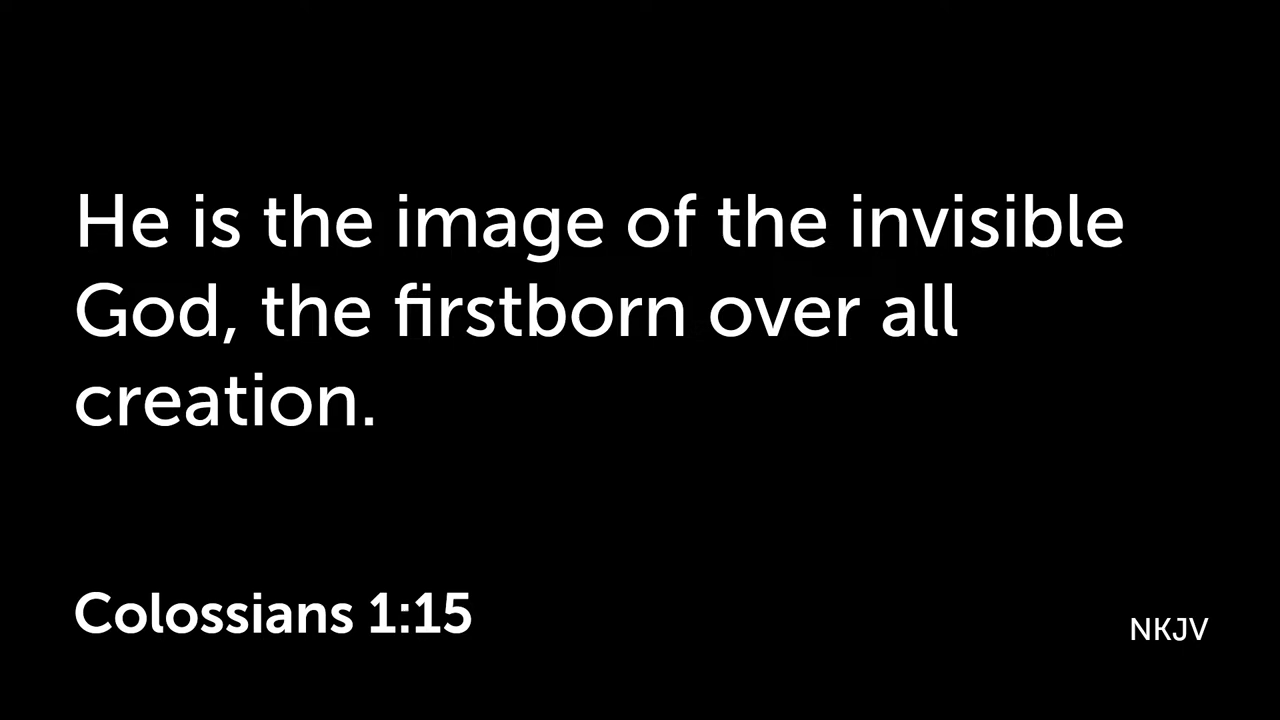 He is the image of the invisible
God, the firstborn over all
creation.
Colossians 1:15
NKJV